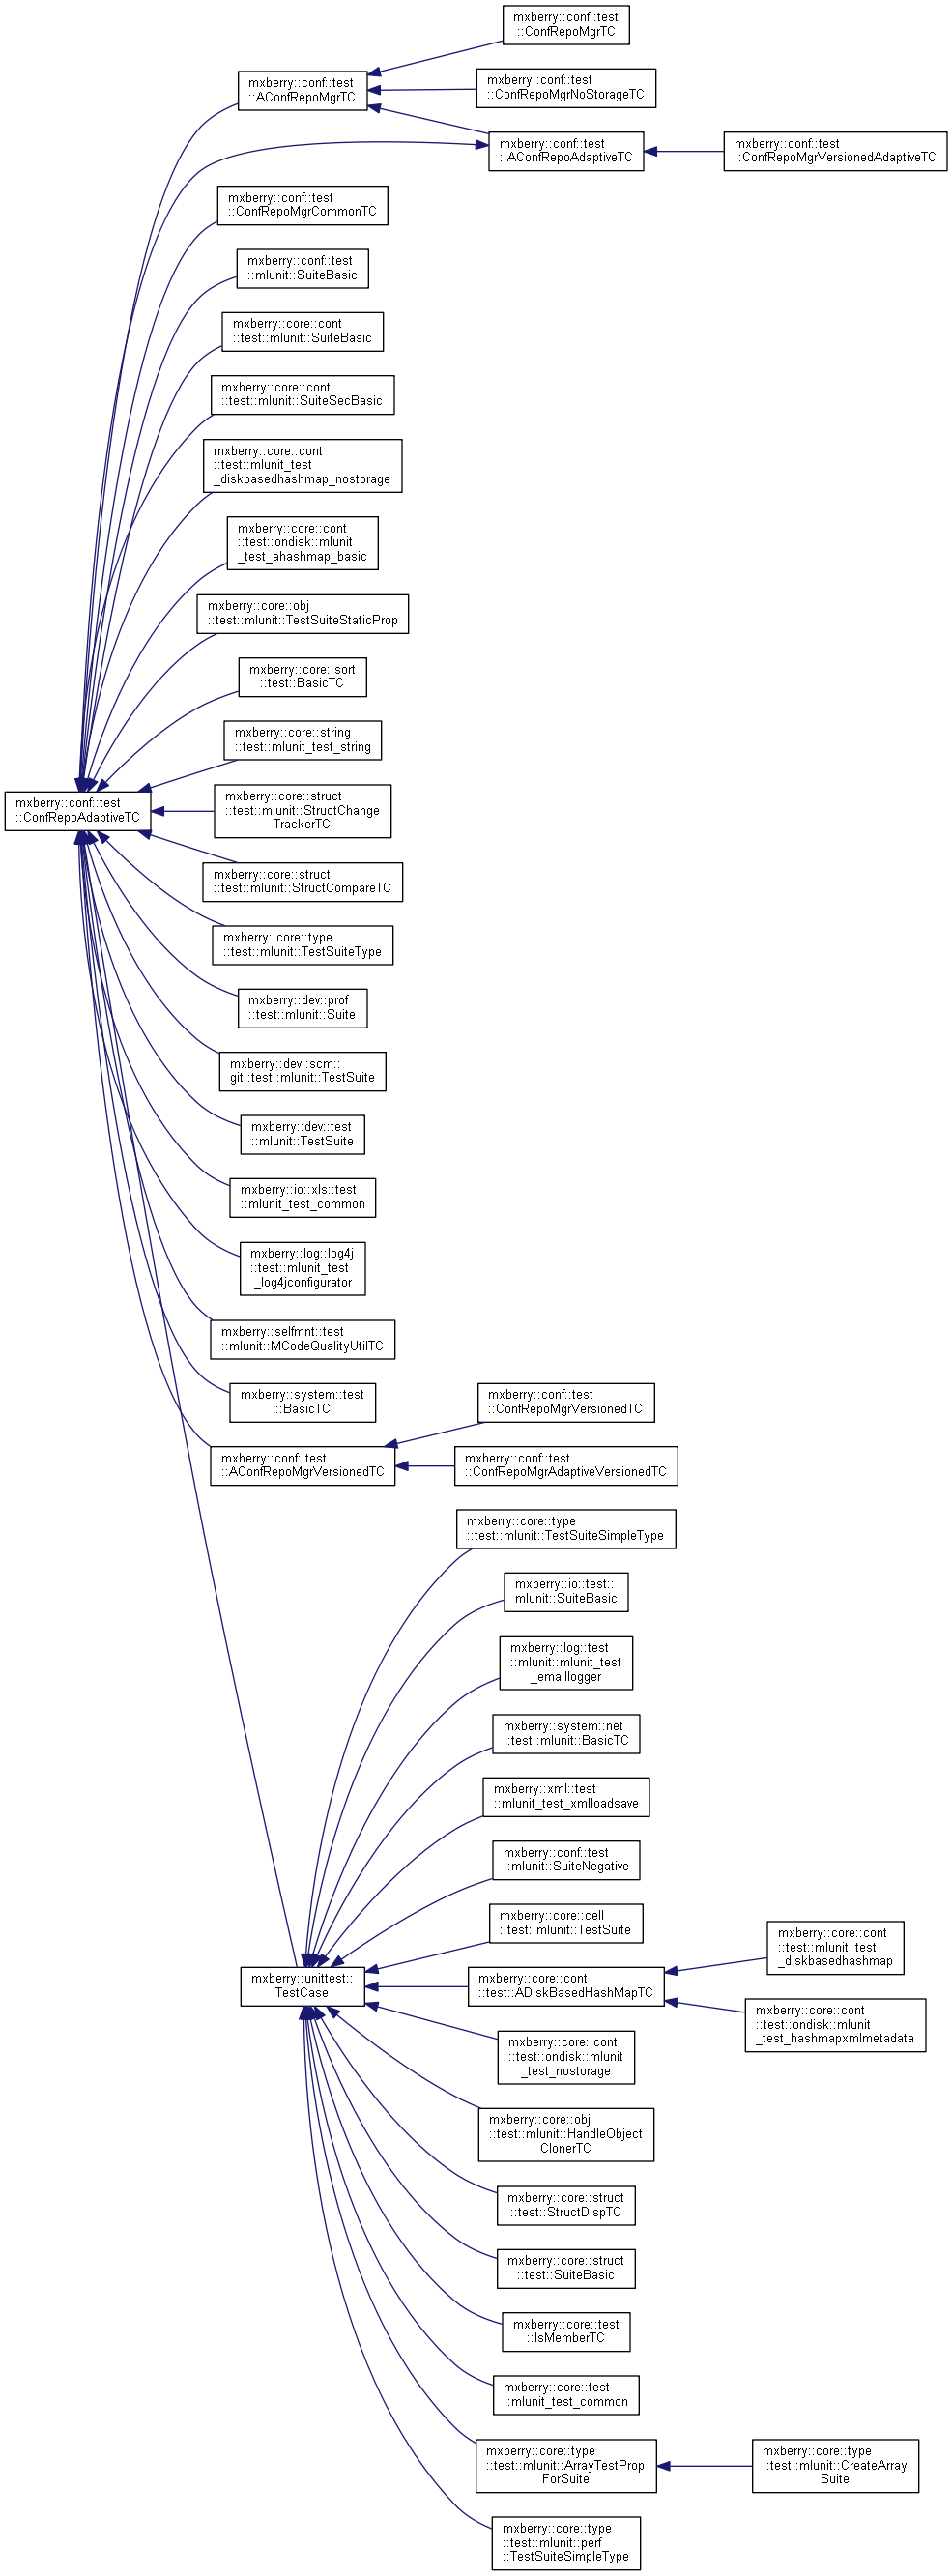 mxberry::conf::test
::ConfRepoMgrTC
mxberry::conf::test
::AConfRepoMgrTC
mxberry::conf::test
::ConfRepoMgrNoStorageTC
mxberry::conf::test
::AConfRepoAdaptiveTC
mxberry::conf::test
::ConfRepoMgrVersionedAdaptiveTC
mxberry::conf::test
::ConfRepoMgrCommonTC
mxberry::conf::test
::mlunit::SuiteBasic
mxberry::core::cont
::test::mlunit::SuiteBasic
mxberry::core::cont
::test::mlunit::SuiteSecBasic
mxberry::core::cont
::test::mlunit_test
_diskbasedhashmap_nostorage
mxberry::core::cont
::test::ondisk::mlunit
_test_ahashmap_basic
mxberry::core::obj
::test::mlunit::TestSuiteStaticProp
mxberry::core::sort
::test::BasicTC
mxberry::core::string
::test::mlunit_test_string
mxberry::conf::test
::ConfRepoAdaptiveTC
mxberry::core::struct
::test::mlunit::StructChange
TrackerTC
mxberry::core::struct
::test::mlunit::StructCompareTC
mxberry::core::type
::test::mlunit::TestSuiteType
mxberry::dev::prof
::test::mlunit::Suite
mxberry::dev::scm::
git::test::mlunit::TestSuite
mxberry::dev::test
::mlunit::TestSuite
mxberry::io::xls::test
::mlunit_test_common
mxberry::log::log4j
::test::mlunit_test
_log4jconfigurator
mxberry::selfmnt::test
::mlunit::MCodeQualityUtilTC
mxberry::system::test
::BasicTC
mxberry::conf::test
::ConfRepoMgrVersionedTC
mxberry::conf::test
::AConfRepoMgrVersionedTC
mxberry::conf::test
::ConfRepoMgrAdaptiveVersionedTC
mxberry::core::type
::test::mlunit::TestSuiteSimpleType
mxberry::io::test::
mlunit::SuiteBasic
mxberry::log::test
::mlunit::mlunit_test
_emaillogger
mxberry::system::net
::test::mlunit::BasicTC
mxberry::xml::test
::mlunit_test_xmlloadsave
mxberry::conf::test
::mlunit::SuiteNegative
mxberry::core::cell
::test::mlunit::TestSuite
mxberry::core::cont
::test::mlunit_test
_diskbasedhashmap
mxberry::unittest::
TestCase
mxberry::core::cont
::test::ADiskBasedHashMapTC
mxberry::core::cont
::test::ondisk::mlunit
_test_hashmapxmlmetadata
mxberry::core::cont
::test::ondisk::mlunit
_test_nostorage
mxberry::core::obj
::test::mlunit::HandleObject
ClonerTC
mxberry::core::struct
::test::StructDispTC
mxberry::core::struct
::test::SuiteBasic
mxberry::core::test
::IsMemberTC
mxberry::core::test
::mlunit_test_common
mxberry::core::type
::test::mlunit::ArrayTestProp
ForSuite
mxberry::core::type
::test::mlunit::CreateArray
Suite
mxberry::core::type
::test::mlunit::perf
::TestSuiteSimpleType